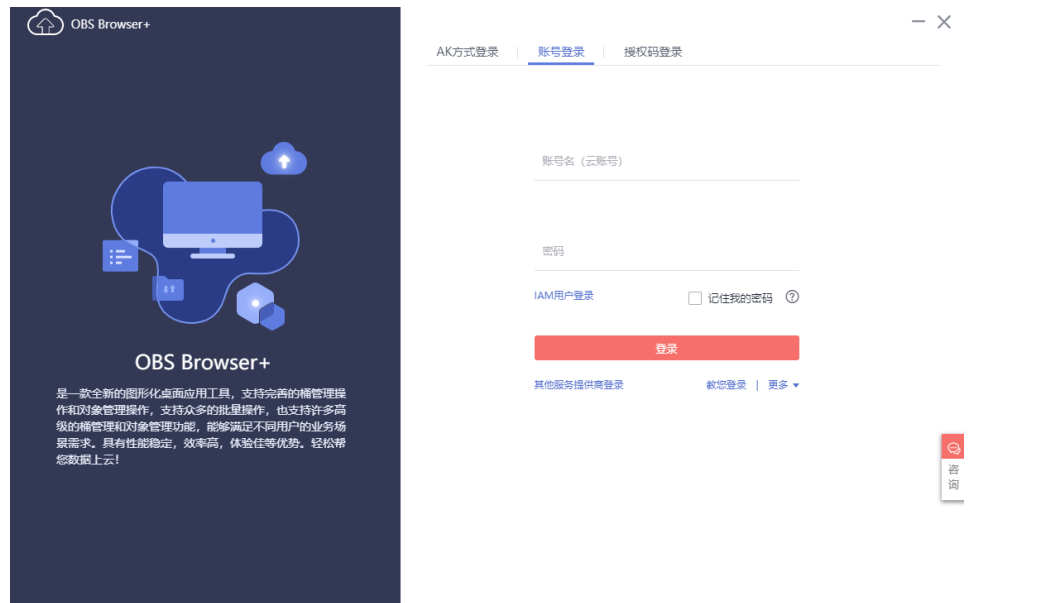 OBS Browser+
AK方式登录
账号登录
授权码登录
账号名（云账号）
密码
IAM用户登录
记住我的密码
?
登录
其他服务提供商登录
教您登录 | 更多
咨
询
OBS Browser+
是一款全新的图形化桌面应用工具，支持完善的桶管理操
作和对象管理操作，支持众多的批量操作，也支持许多高
级的桶管理和对象管理功能，能够满足不同用户的业务场
景需求。具有性能稳定，效率高，体验佳等优势。轻松帮
您数据上云！